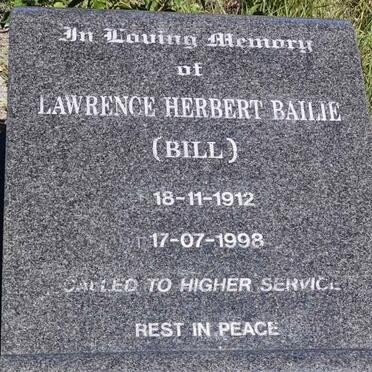 In Loving Memory
of
LAWRENCE HERBERT BAILIE
(BILL)
18-11-1912
17-07-1998
CALLED TO HIGHER SERVICE
REST IN PEACE